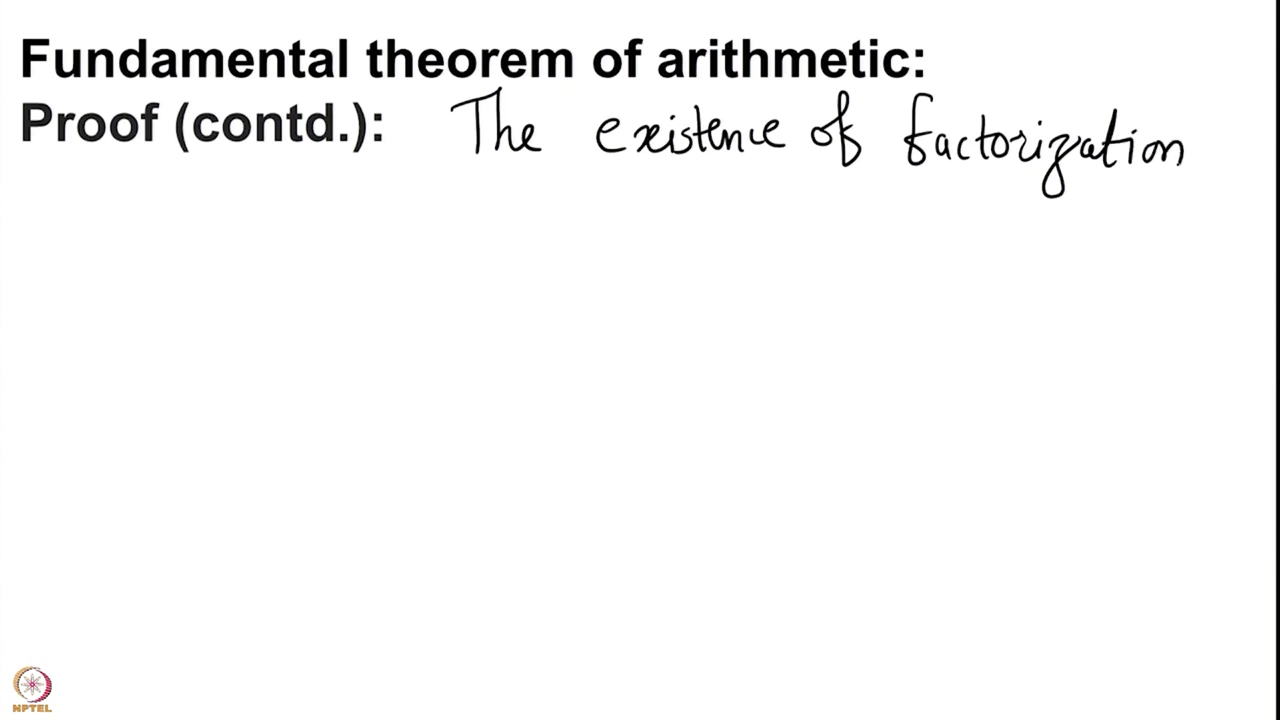 Fundamental theorem of arithmetic:
Proof (contd.): The existence of factorization
NPTEL